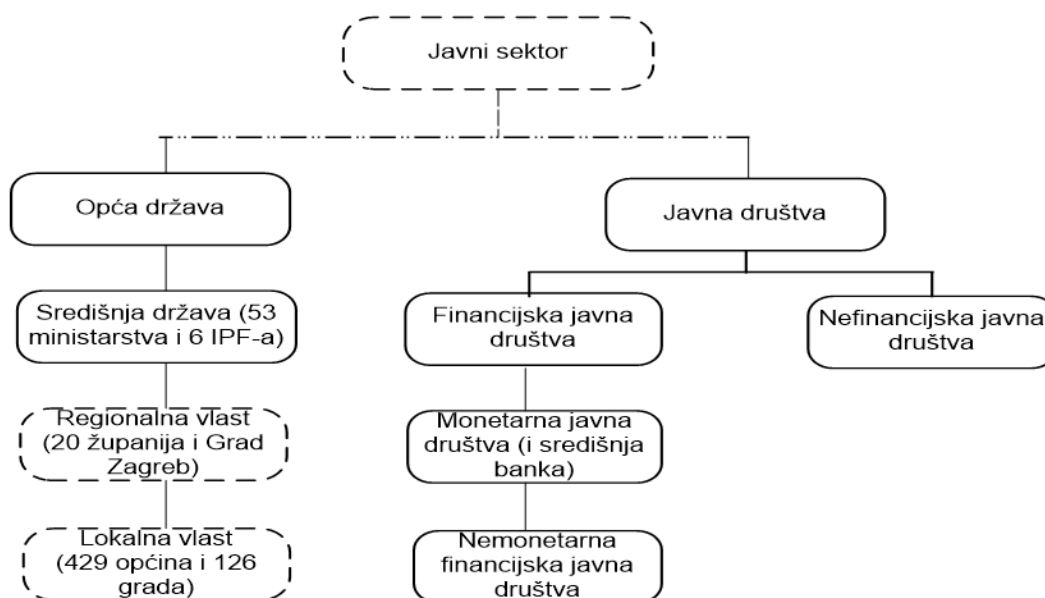 Javni sektor
Opća država
Javna društva
Središnja država (53
ministarstva i 6 IPF-a)
Financijska javna
društva
Nefinancijska javna
društva
Regionalna vlast
(20 županija i Grad
Zagreb)
Monetarna javna
društva (i središnja
banka)
Lokalna vlast
(429 općina i 126
grada)
Nemonetarna
financijska javna
društva